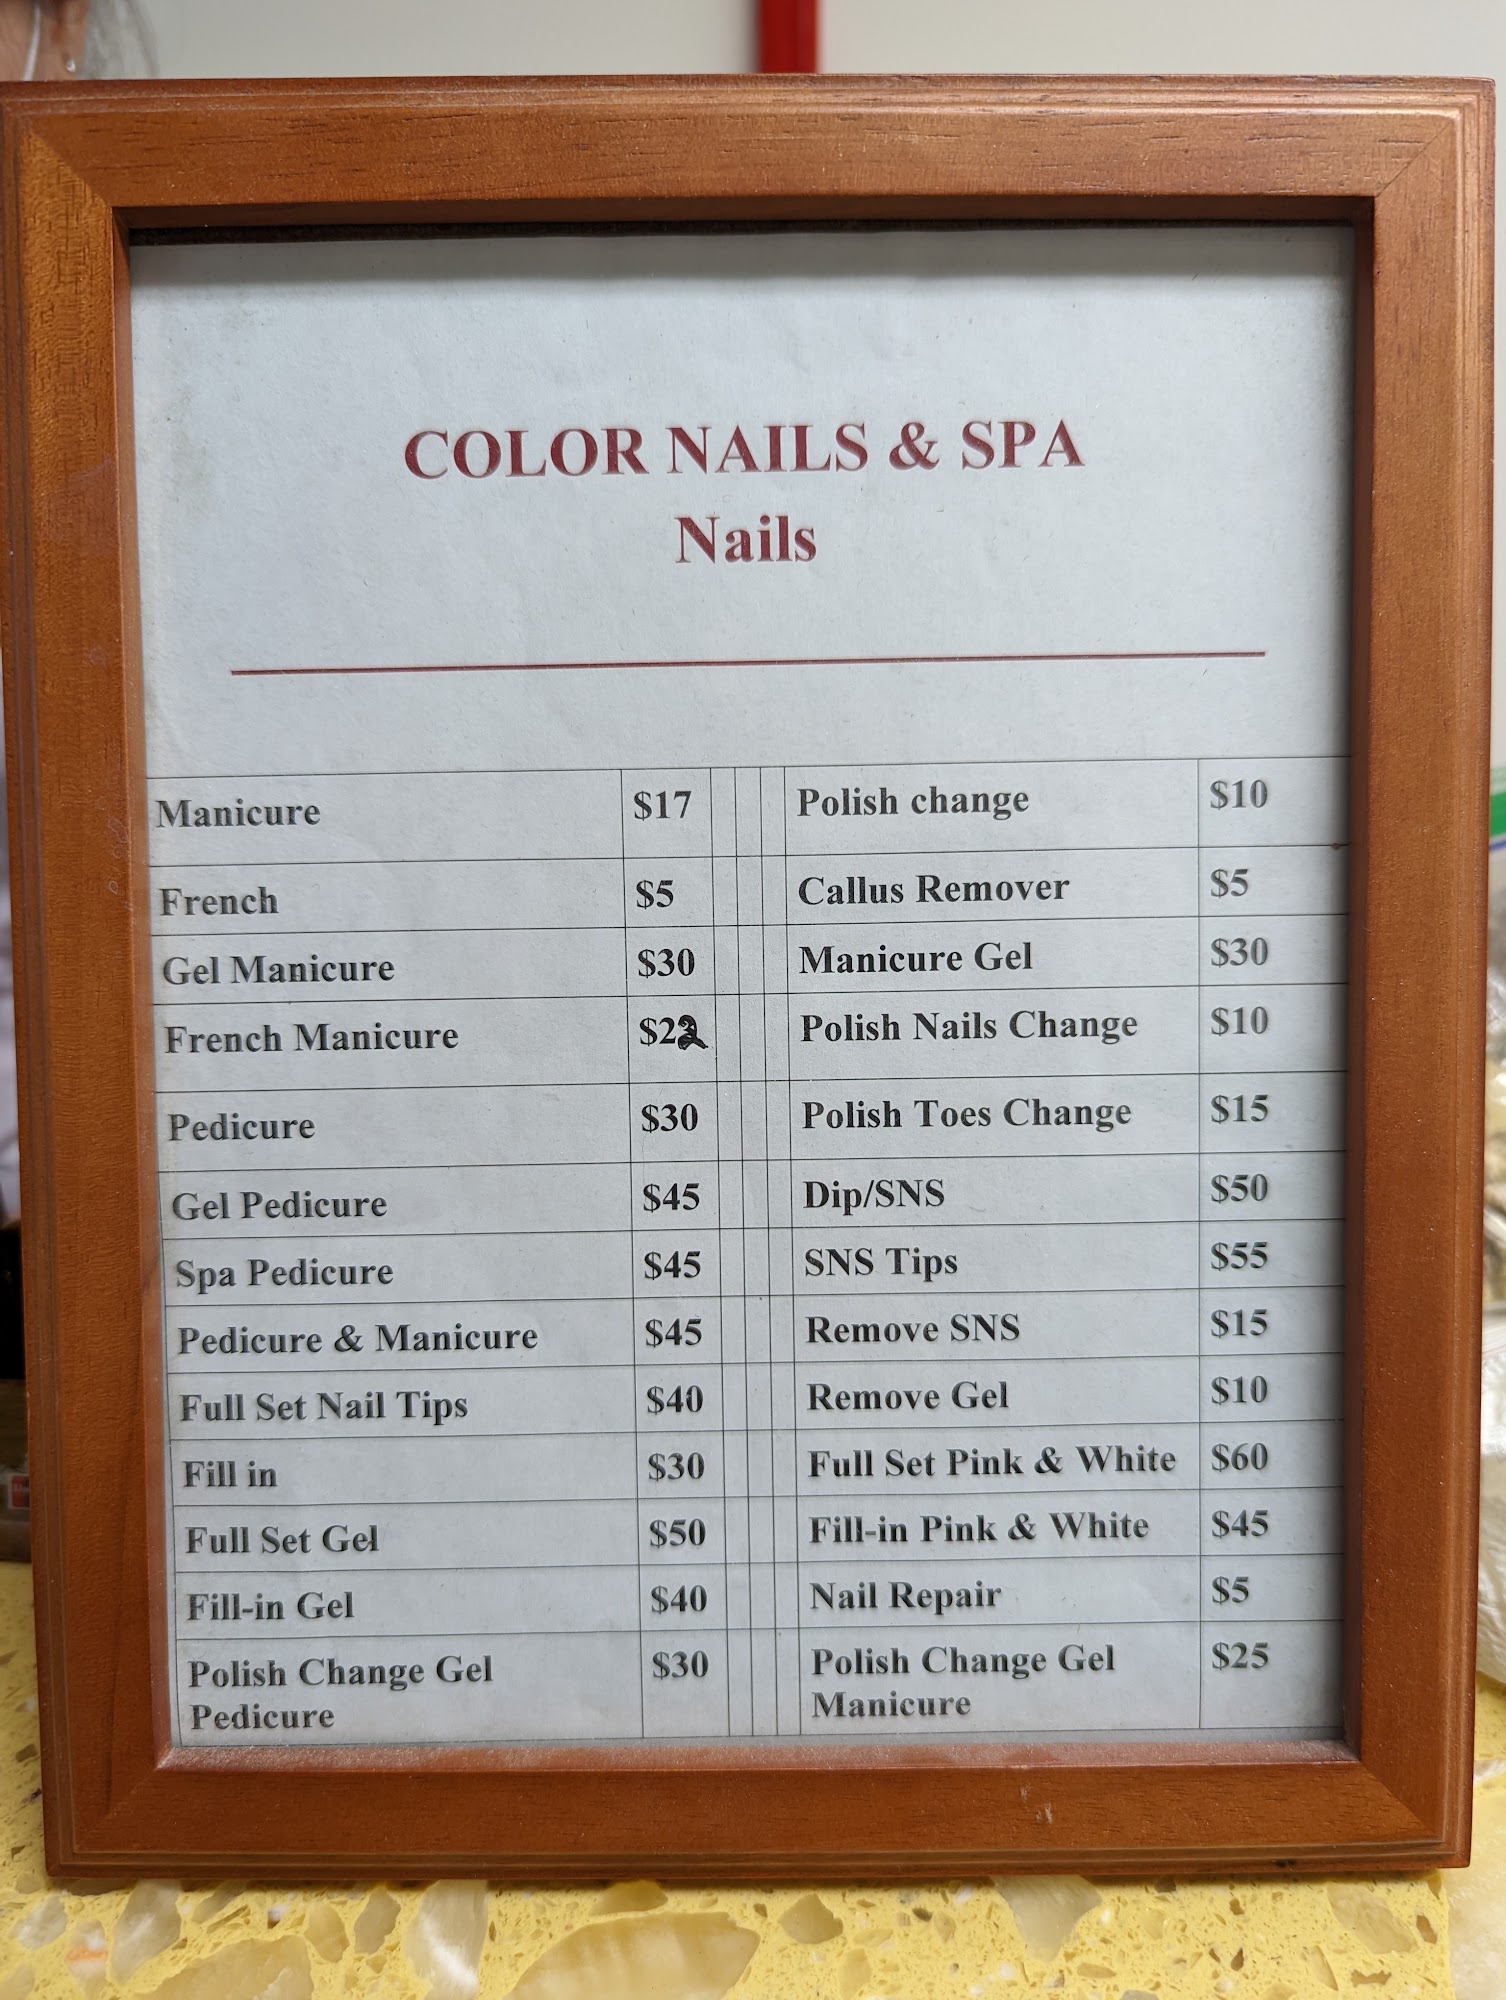 COLOR NAILS & SPA
Nails
Manicure $17 Polish change $10
French $5 Callus Remover $5
Gel Manicure $30 Manicure Gel $30
French Manicure $22 Polish Nails Change $10
Pedicure $30 Polish Toes Change $15
Gel Pedicure $45 Dip/SNS $50
Spa Pedicure $45 SNS Tips $55
Pedicure & Manicure $45 Remove SNS $15
Full Set Nail Tips $40 Remove Gel $10
Fill in $30 Full Set Pink & White $60
Full Set Gel $50 Fill-in Pink & White $45
Fill-in Gel $40 Nail Repair $5
Polish Change Gel $30 Polish Change Gel $25
Pedicure Manicure